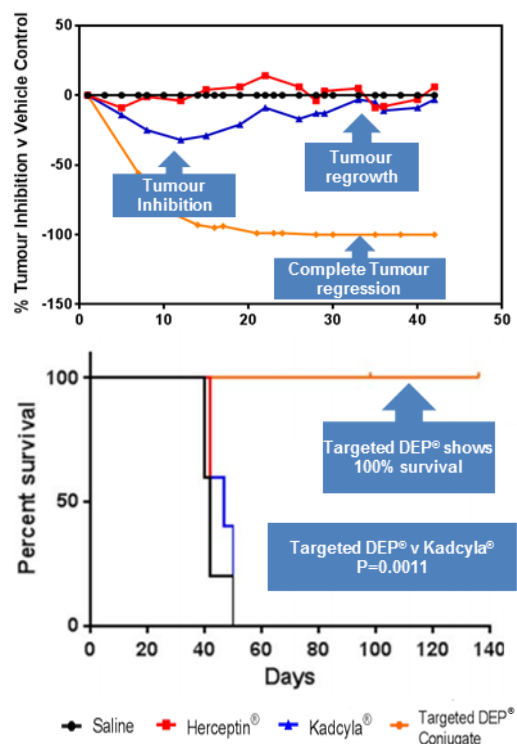 % Tumour Inhibition v Vehicle Control
50
0
-50
-100
-150
Tumour
Inhibition
Tumour
regrowth
Complete Tumour
regression
0
10
20
30
40
50
Percent survival
100
50
0
Targeted DEP® shows
100% survival
Targeted DEP® v Kadcyla®
P=0.0011
0
20
40
60
80
100
120
140
Days
Saline
Herceptin®
Kadcyla®
Targeted DEP®
Conjugate